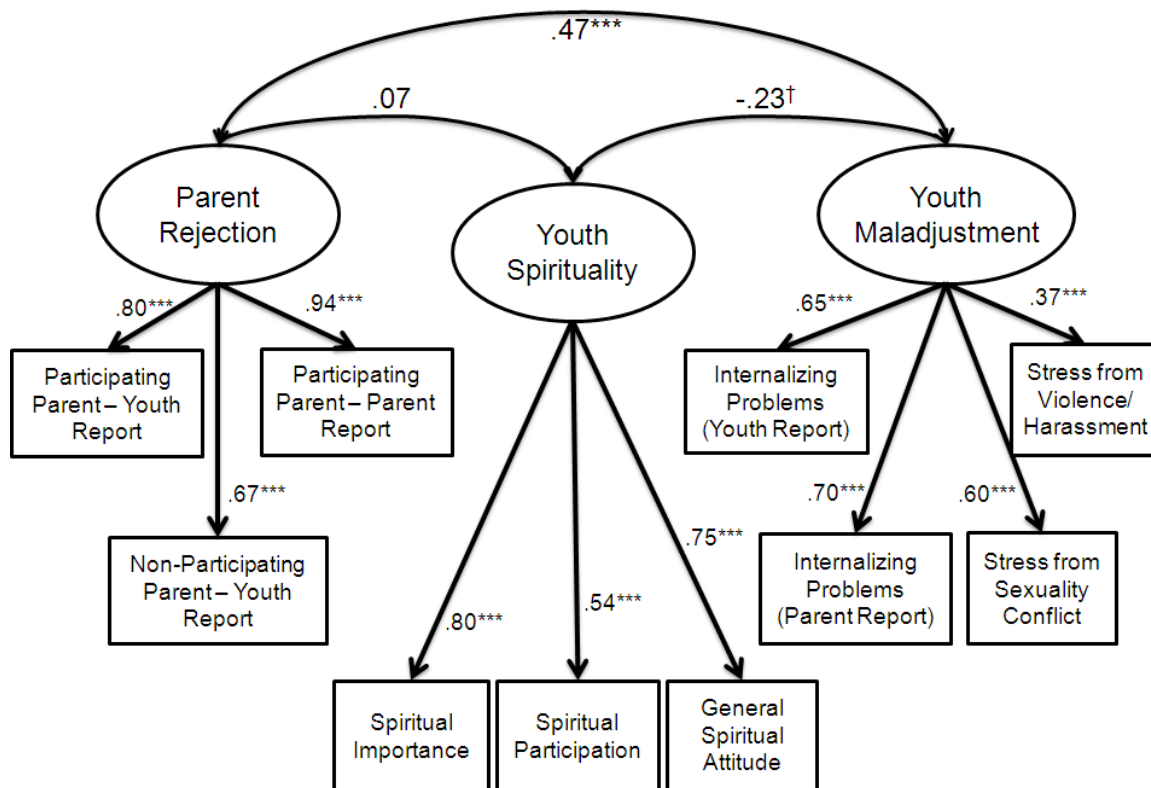 .47***
.07
-.23†
Parent
Rejection
Youth
Spirituality
Youth
Maladjustment
.80***
.94***
.65***
.37***
Participating
Parent – Youth
Report
Participating
Parent – Parent
Report
Internalizing
Problems
(Youth Report)
Stress from
Violence/
Harassment
.67***
.70***
.60***
Non-Participating
Parent – Youth
Report
.75***
Internalizing
Problems
(Parent Report)
Stress from
Sexuality
Conflict
.80***
.54***
Spiritual
Importance
Spiritual
Participation
General
Spiritual
Attitude